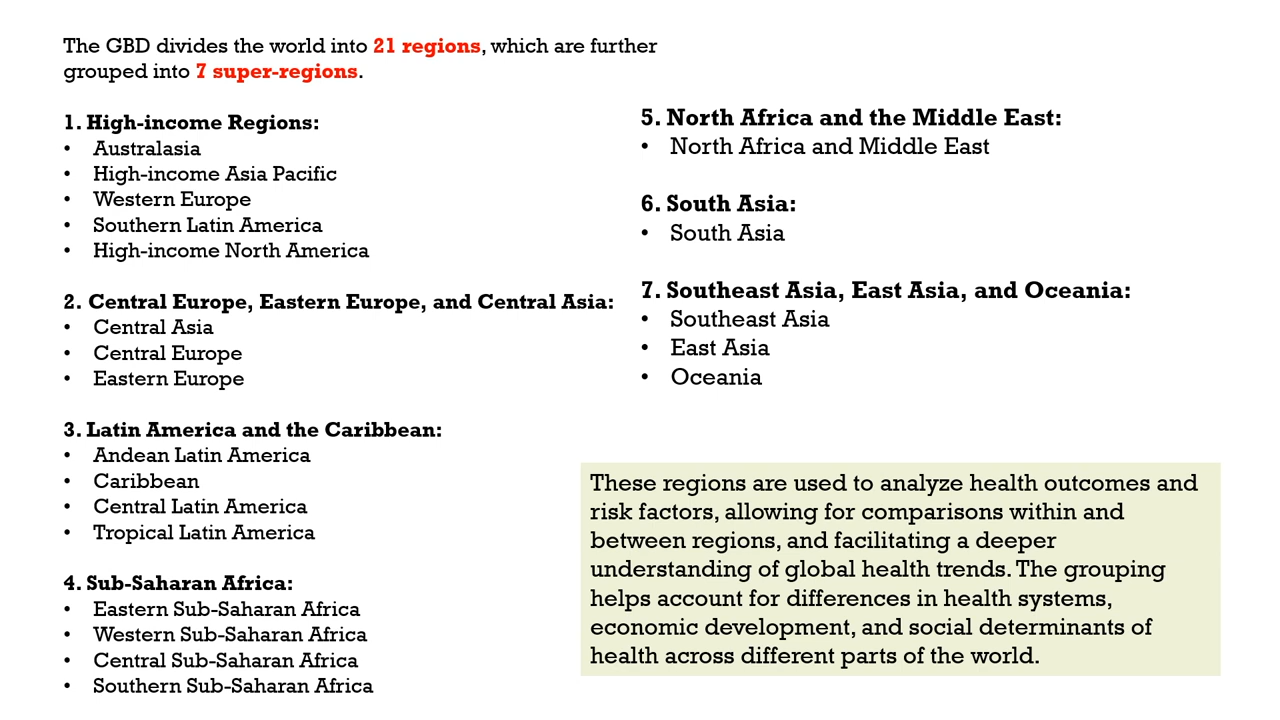 The GBD divides the world into 21 regions, which are further
grouped into 7 super-regions.
1. High-income Regions:
• Australasia
• High-income Asia Pacific
• Western Europe
• Southern Latin America
• High-income North America
2. Central Europe, Eastern Europe, and Central Asia:
• Central Asia
• Central Europe
• Eastern Europe
3. Latin America and the Caribbean:
• Andean Latin America
• Caribbean
• Central Latin America
• Tropical Latin America
4. Sub-Saharan Africa:
• Eastern Sub-Saharan Africa
• Western Sub-Saharan Africa
• Central Sub-Saharan Africa
• Southern Sub-Saharan Africa
5. North Africa and the Middle East:
• North Africa and Middle East
6. South Asia:
• South Asia
7. Southeast Asia, East Asia, and Oceania:
• Southeast Asia
• East Asia
• Oceania
These regions are used to analyze health outcomes and
risk factors, allowing for comparisons within and
between regions, and facilitating a deeper
understanding of global health trends. The grouping
helps account for differences in health systems,
economic development, and social determinants of
health across different parts of the world.